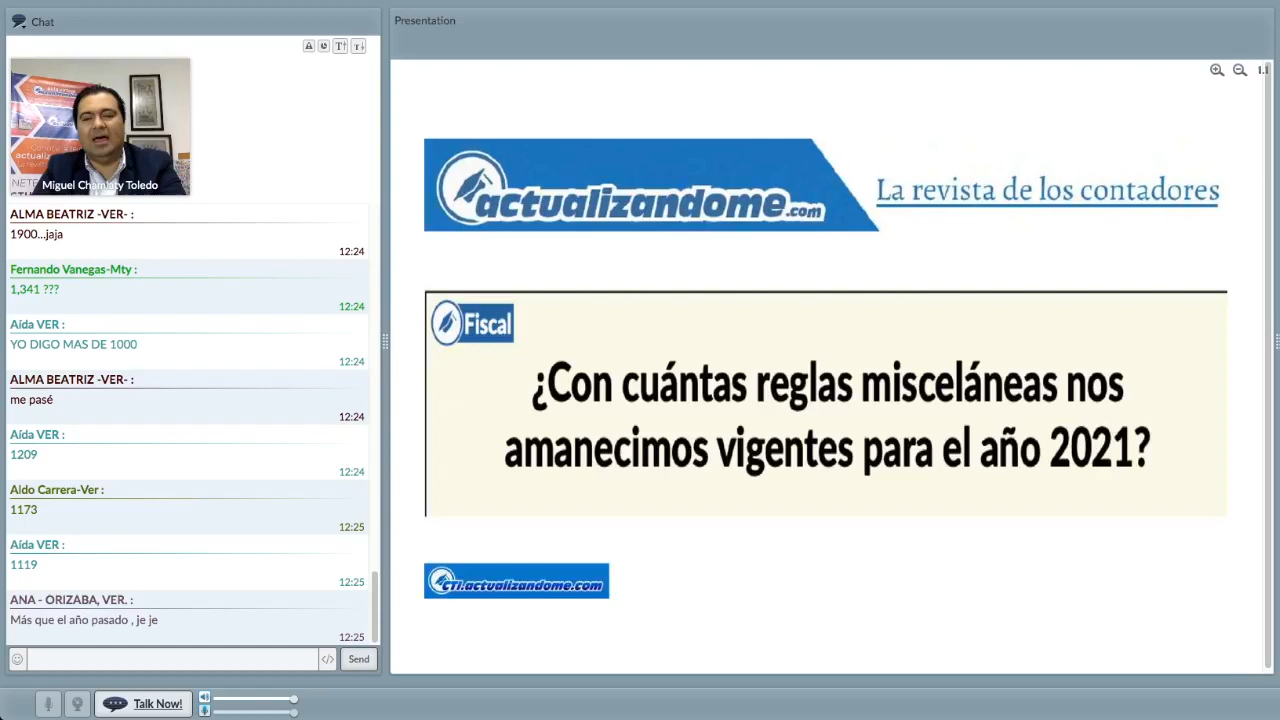 Chat
Miguel Chamlaty Toledo
ALMA BEATRIZ -VER- :
1900...jaja
12:24
Fernando Vanegas-Mty :
1,341 ???
12:24
Aída VER :
YO DIGO MAS DE 1000
12:24
ALMA BEATRIZ -VER- :
me pasé
12:24
Aída VER :
1209
12:24
Aldo Carrera-Ver :
1173
12:25
Aída VER :
1119
12:25
ANA - ORIZABA, VER. :
Más que el año pasado , je je
12:25
Send
Talk Now!
Presentation
1:1
actualizandome.com
La revista de los contadores
Fiscal
¿Con cuántas reglas misceláneas nos
amanecimos vigentes para el año 2021?
CTI.actualizandome.com